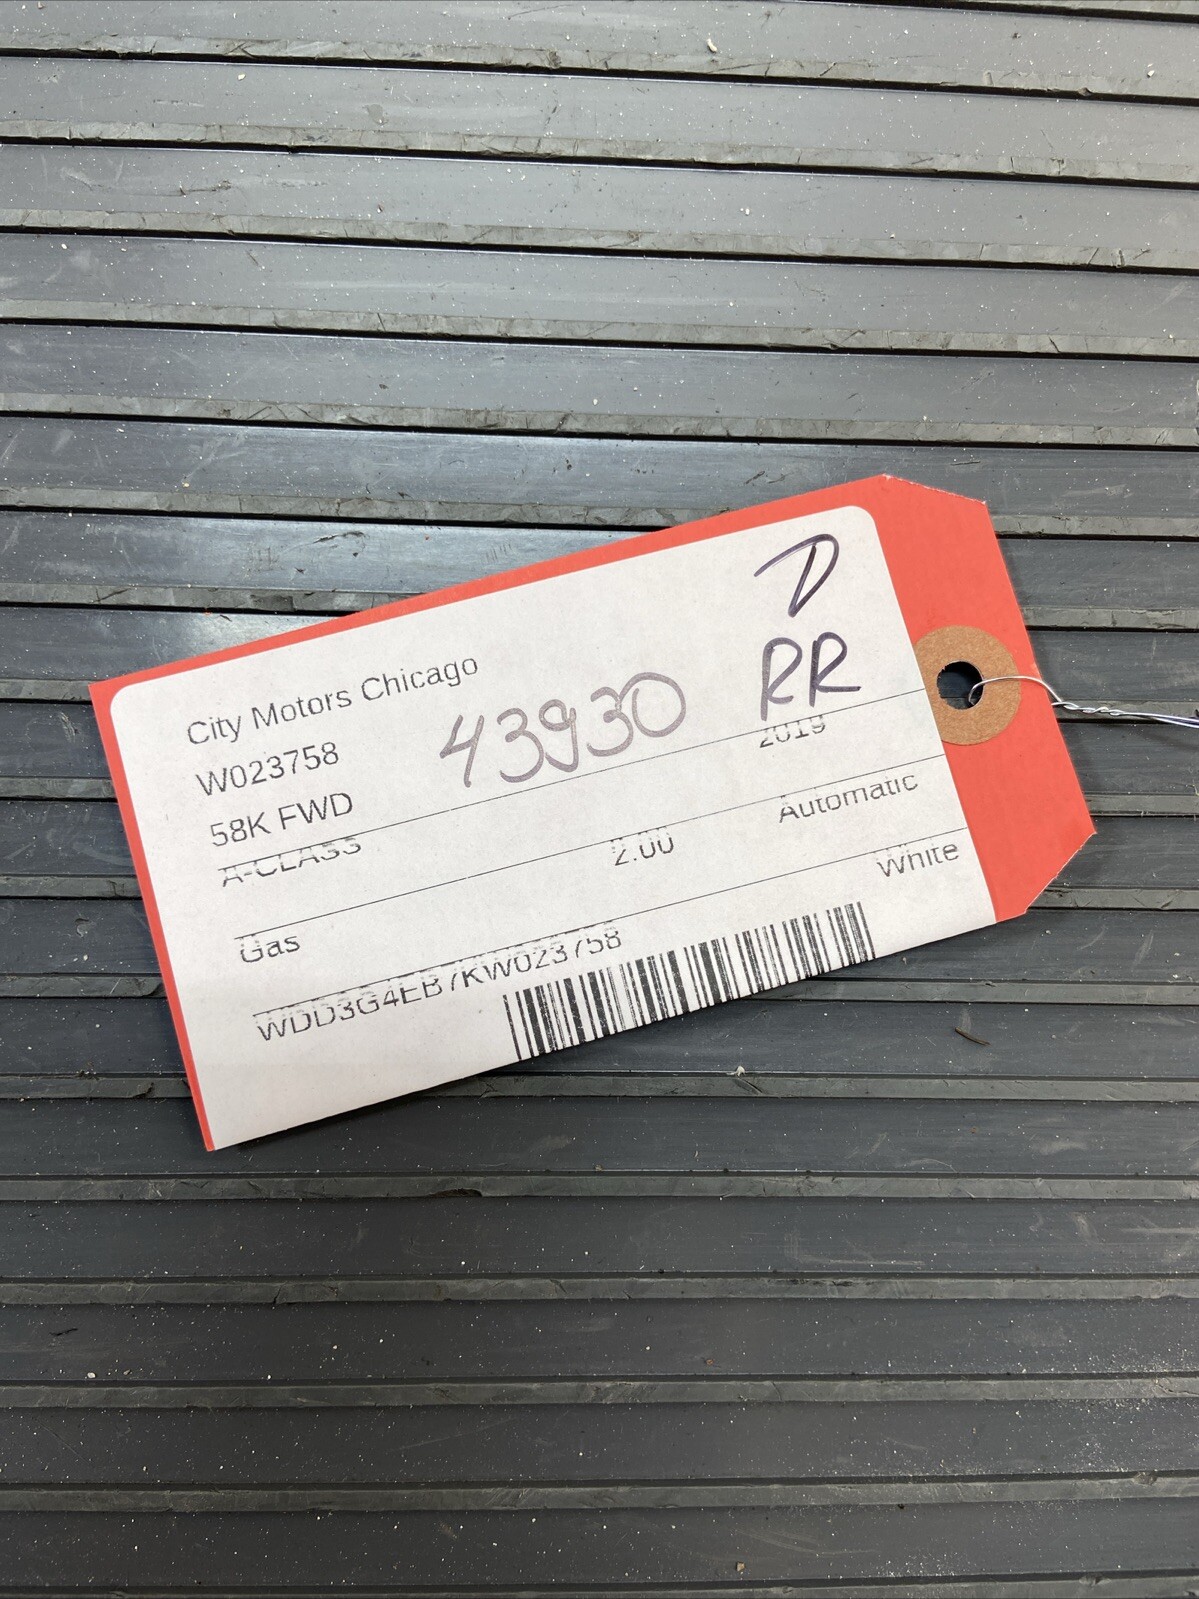 D
City Motors Chicago
RR
W023758
43930
58K FWD
2019
A-CLASS
2.00
Automatic
Gas
White
WDD3G4EB7KW023758